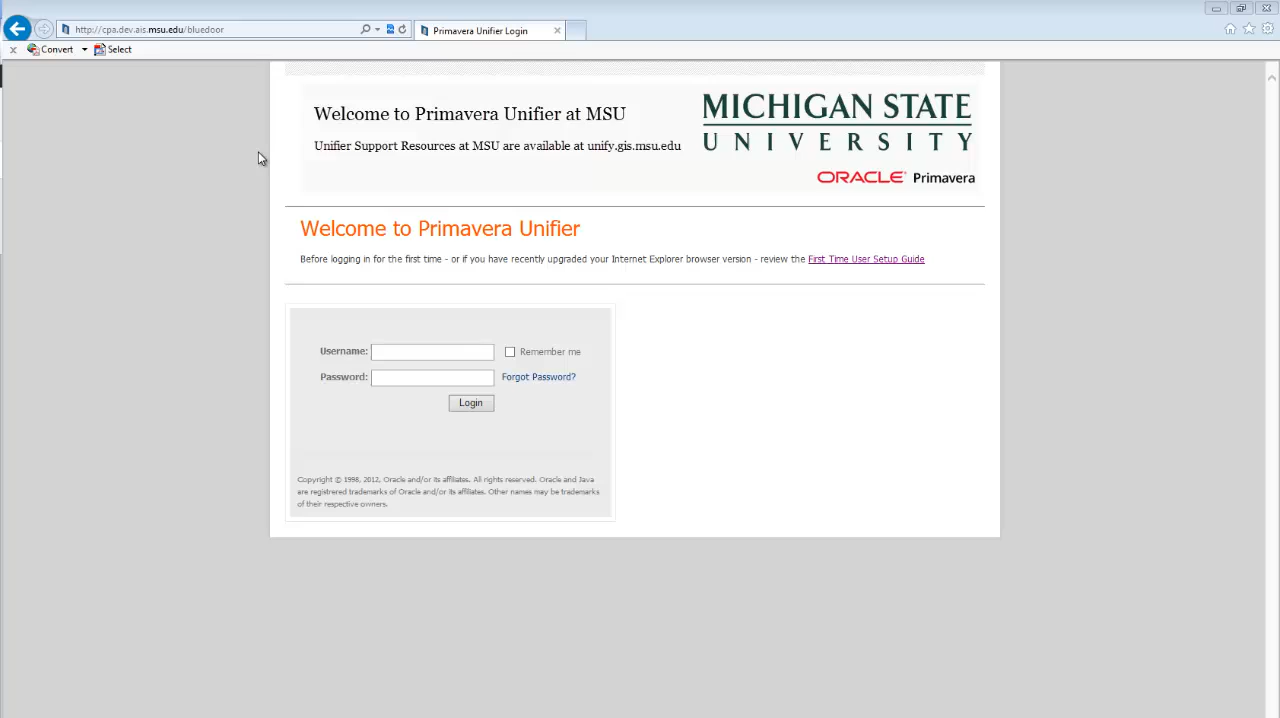 http://cpa.dev.ais.msu.edu/bluedoor
Primavera Unifier Login
x Convert Select
Welcome to Primavera Unifier at MSU
Unifier Support Resources at MSU are available at unify.gis.msu.edu
MICHIGAN STATE
UNIVERSITY
ORACLE Primavera
Welcome to Primavera Unifier
Before logging in for the first time - or if you have recently upgraded your Internet Explorer browser version - review the First Time User Setup Guide
Username: Remember me
Password: Forgot Password?
Login
Copyright © 1998, 2012, Oracle and/or its affiliates. All rights reserved. Oracle and Java
are registrered trademarks of Oracle and/or its affiliates. Other names may be trademarks
of their respective owners.